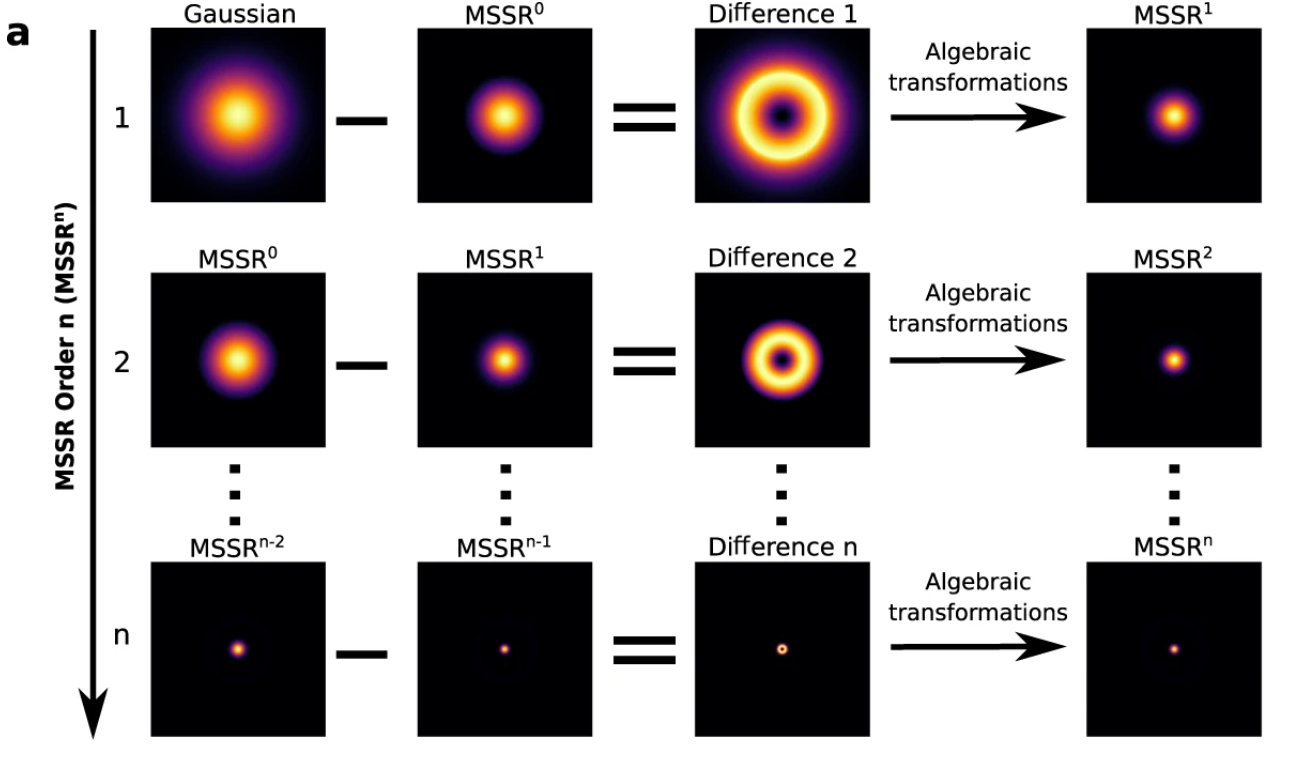 a
MSSR Order n (MSSRⁿ)
Gaussian
MSSR⁰
Difference 1
MSSR¹
1
Algebraic
transformations
MSSR⁰
MSSR¹
Difference 2
MSSR²
2
Algebraic
transformations
MSSRⁿ⁻²
MSSRⁿ⁻¹
Difference n
MSSRⁿ
n
Algebraic
transformations